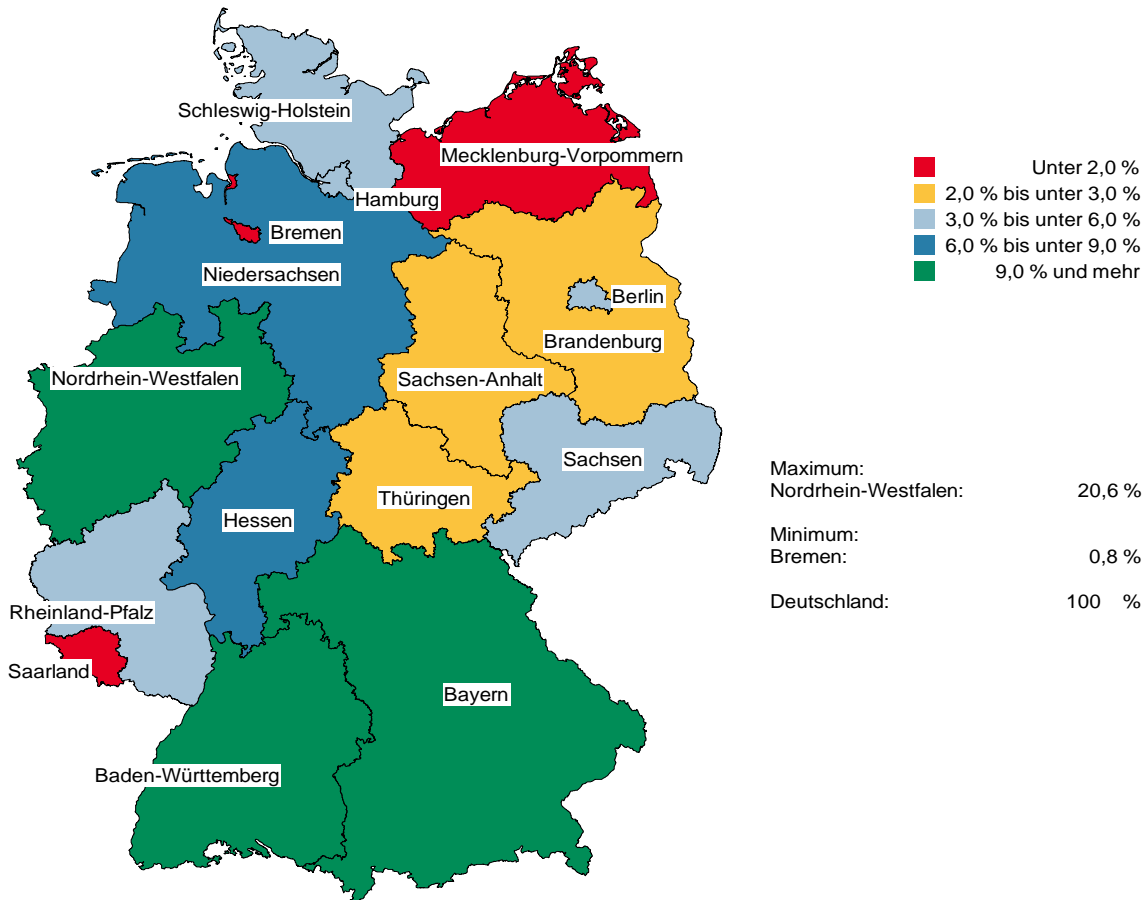 Schleswig-Holstein
Mecklenburg-Vorpommern
Hamburg
Bremen
Niedersachsen
Berlin
Brandenburg
Nordrhein-Westfalen
Sachsen-Anhalt
Sachsen
Thüringen
Hessen
Rheinland-Pfalz
Saarland
Bayern
Baden-Württemberg
Unter 2,0 %
2,0 % bis unter 3,0 %
3,0 % bis unter 6,0 %
6,0 % bis unter 9,0 %
9,0 % und mehr
Maximum:
Nordrhein-Westfalen: 20,6 %
Minimum:
Bremen: 0,8 %
Deutschland: 100 %